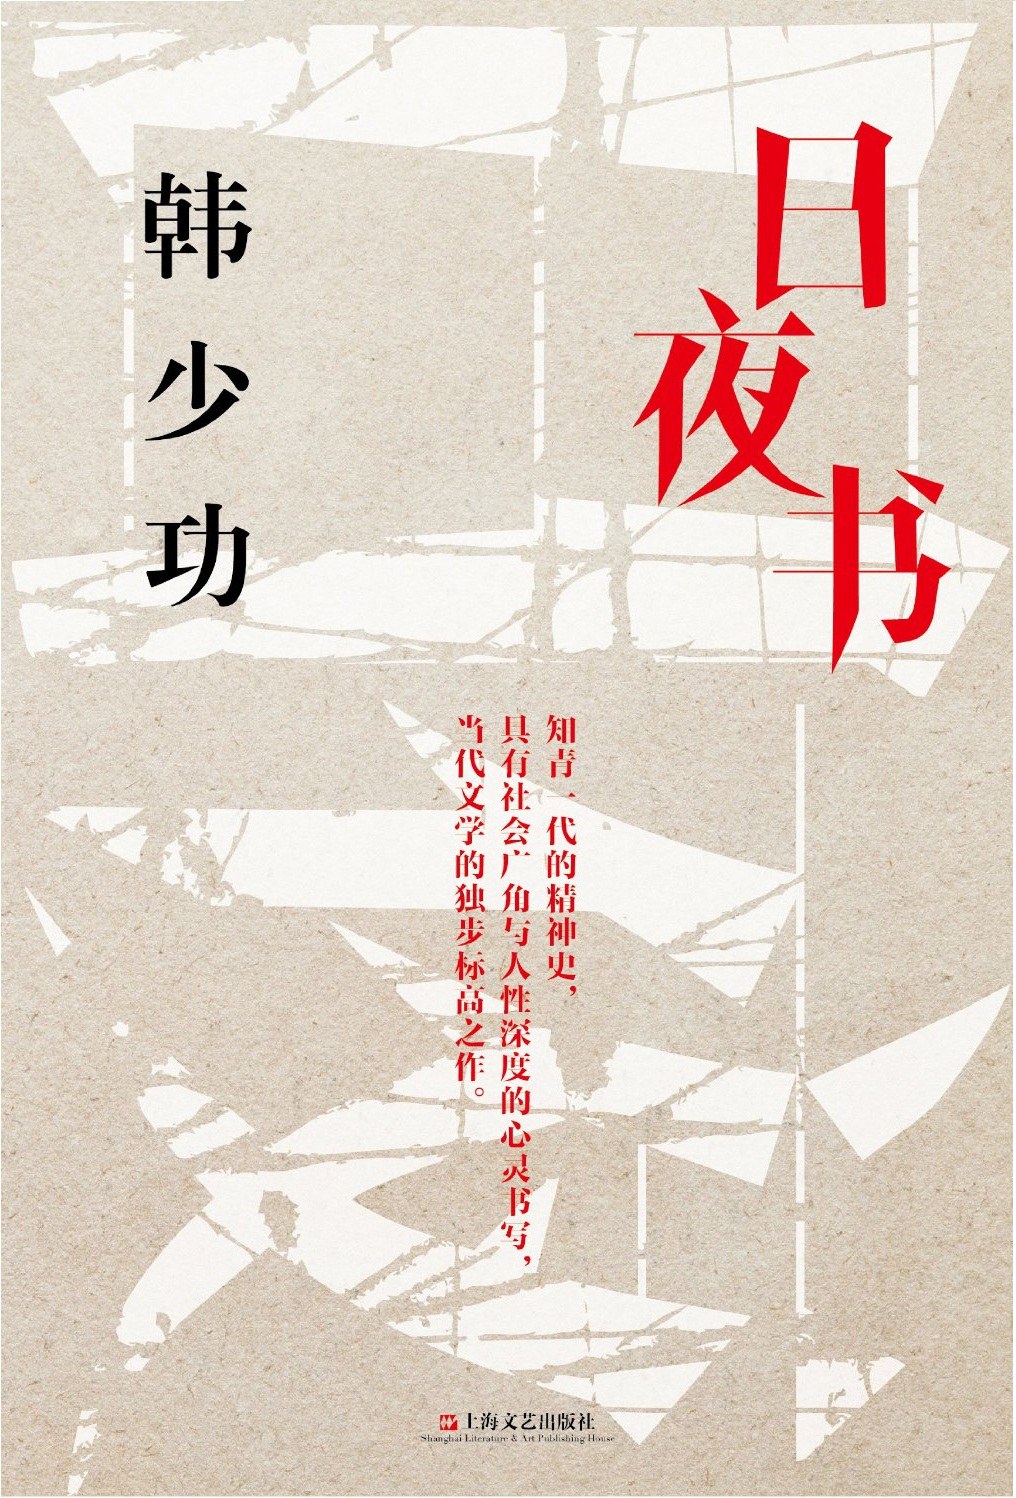 日夜书
韩少功
知青一代的精神史，
具有社会广角与人性深度的心灵书写，
当代文学的独步标高之作。
上海文艺出版社
Shanghai Literature & Art Publishing House